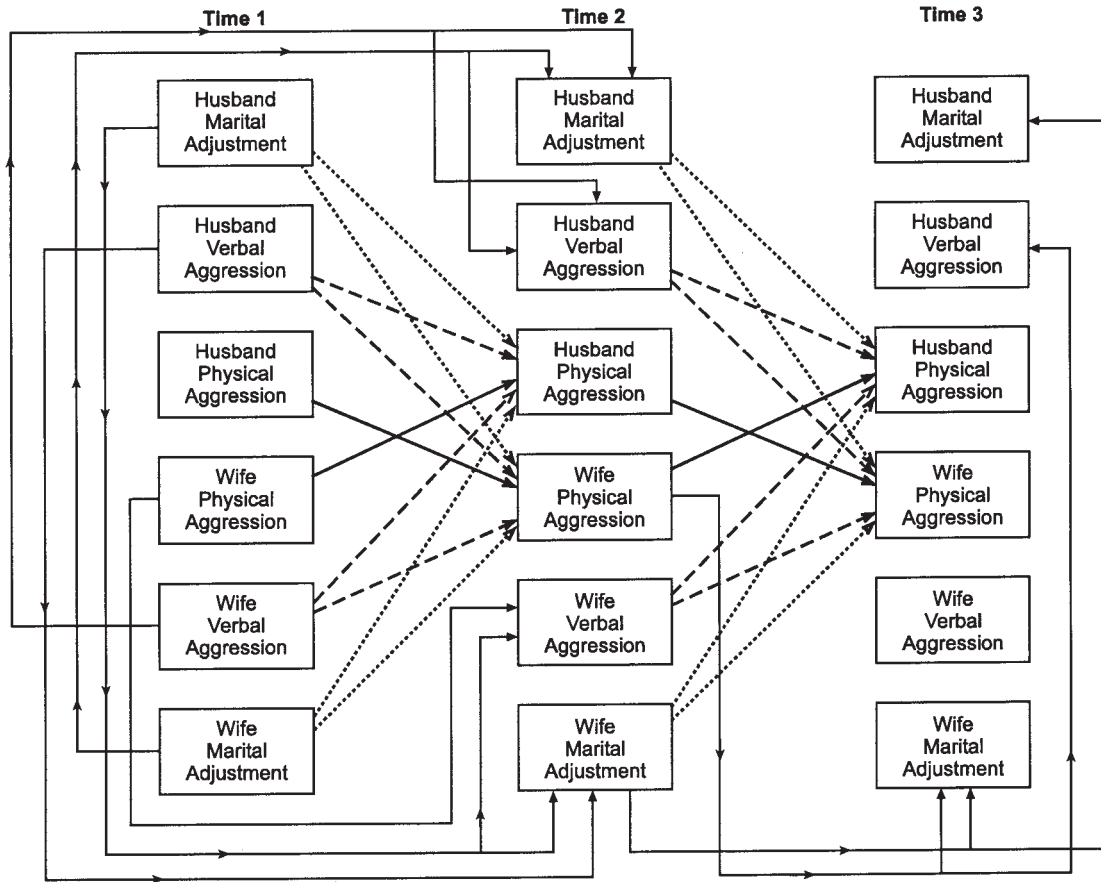 Time 1
Time 2
Time 3
Husband
Marital
Adjustment
Husband
Verbal
Aggression
Husband
Physical
Aggression
Wife
Physical
Aggression
Wife
Verbal
Aggression
Wife
Marital
Adjustment
Husband
Marital
Adjustment
Husband
Verbal
Aggression
Husband
Physical
Aggression
Wife
Physical
Aggression
Wife
Verbal
Aggression
Wife
Marital
Adjustment
Husband
Marital
Adjustment
Husband
Verbal
Aggression
Husband
Physical
Aggression
Wife
Physical
Aggression
Wife
Verbal
Aggression
Wife
Marital
Adjustment